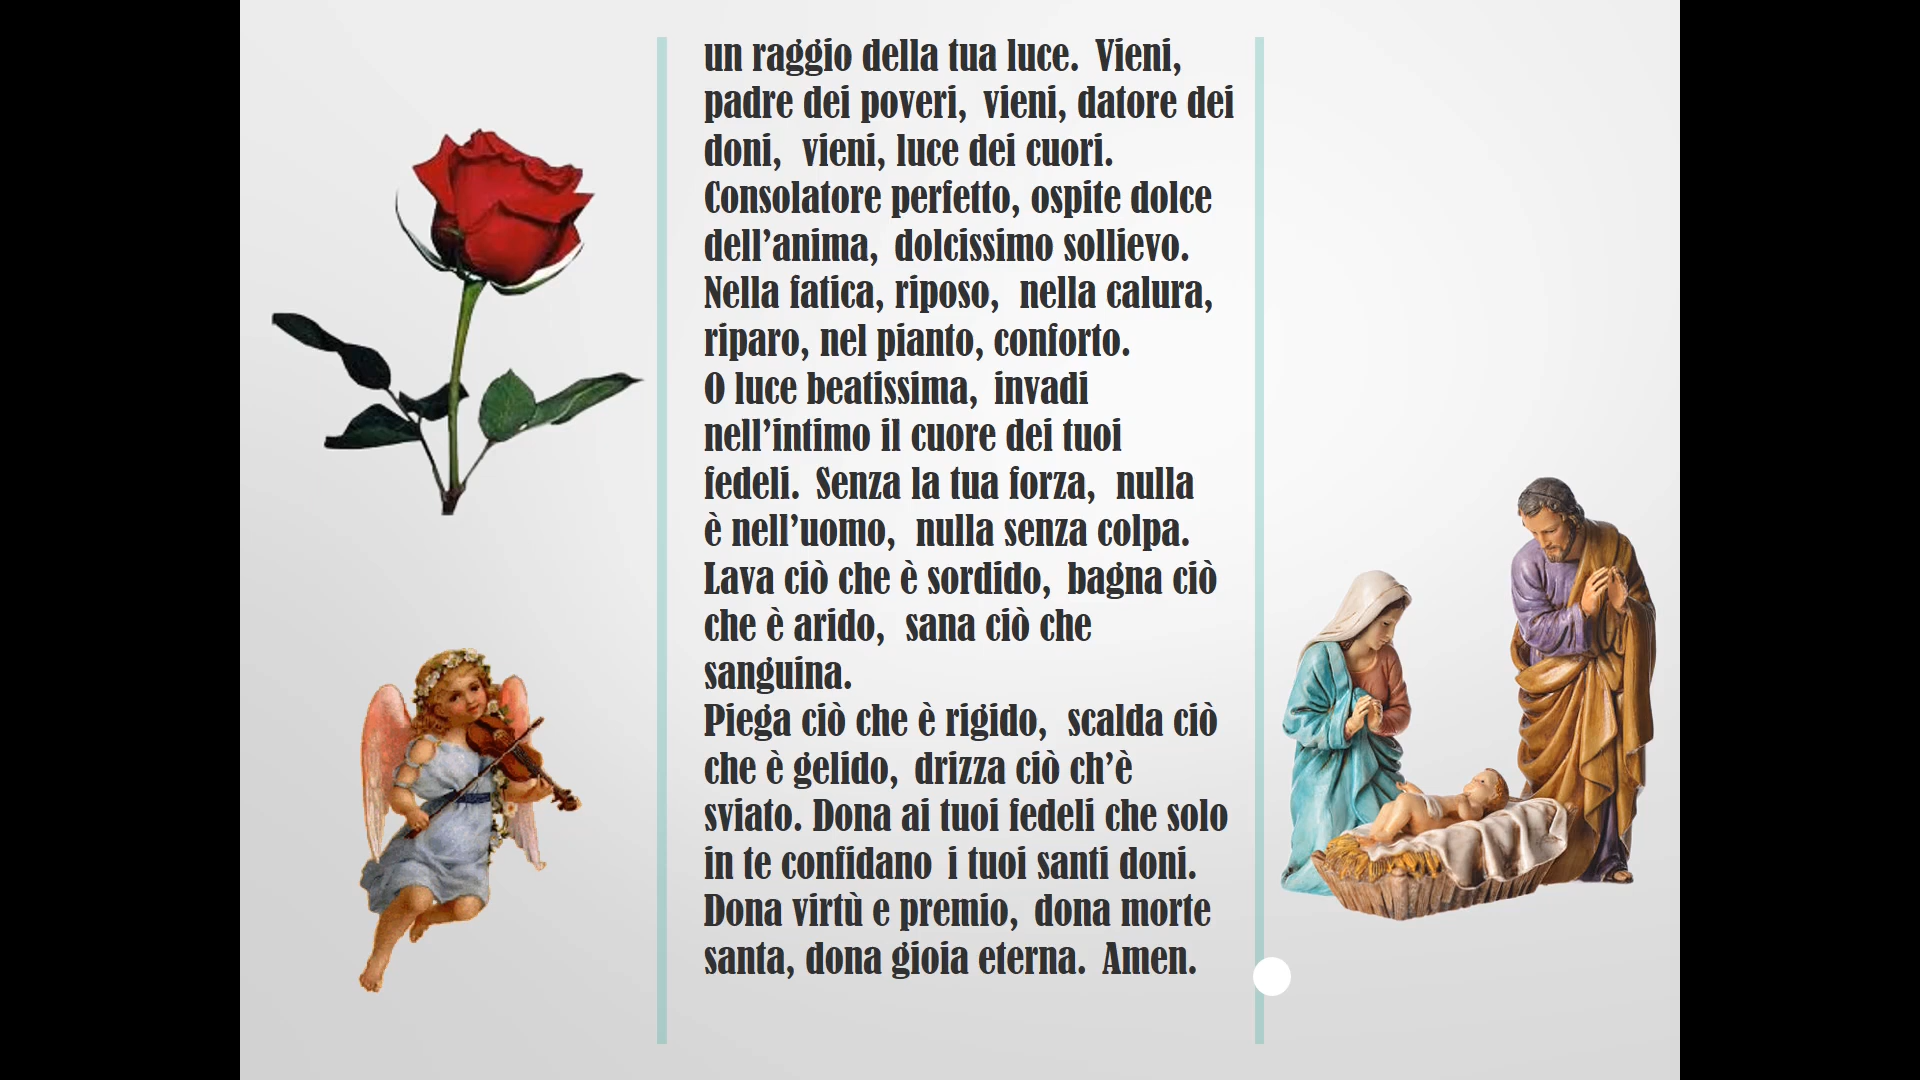 un raggio della tua luce. Vieni,
padre dei poveri, vieni, datore dei
doni, vieni, luce dei cuori.
Consolatore perfetto, ospite dolce
dell’anima, dolcissimo sollievo.
Nella fatica, riposo, nella calura,
riparo, nel pianto, conforto.
O luce beatissima, invadi
nell’intimo il cuore dei tuoi
fedeli. Senza la tua forza, nulla
è nell’uomo, nulla senza colpa.
Lava ciò che è sordido, bagna ciò
che è arido, sana ciò che
sanguina.
Piega ciò che è rigido, scalda ciò
che è gelido, drizza ciò ch’è
sviato. Dona ai tuoi fedeli che solo
in te confidano i tuoi santi doni.
Dona virtù e premio, dona morte
santa, dona gioia eterna. Amen.